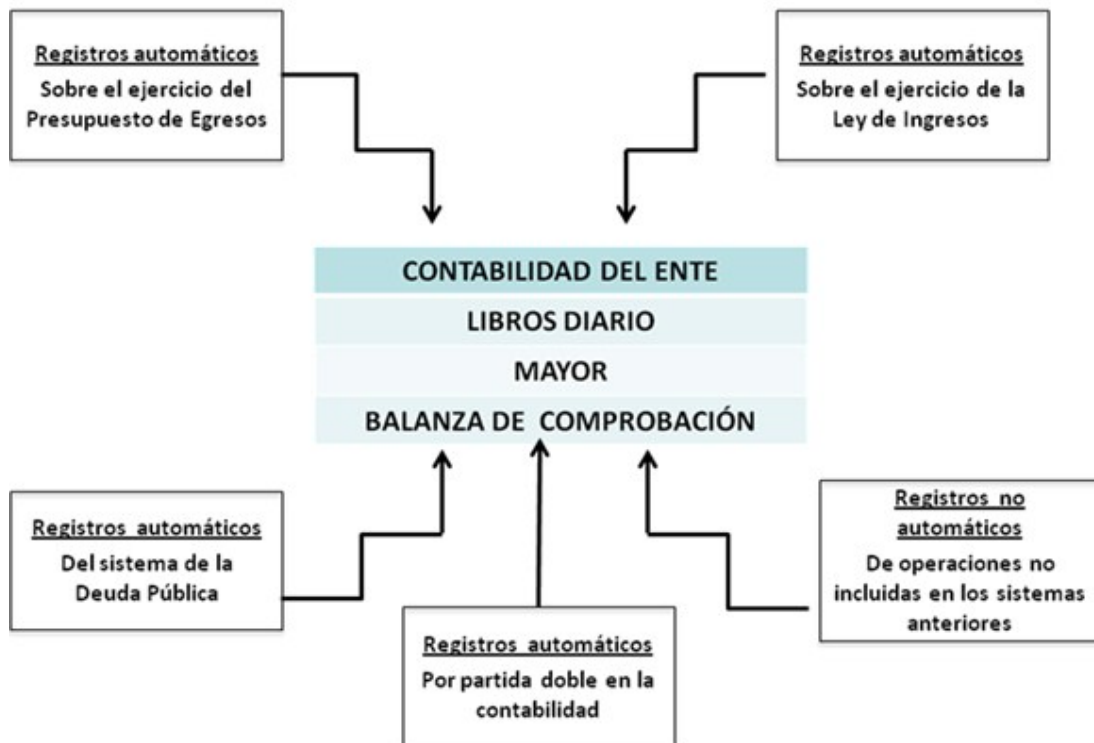 Registros automáticos
Sobre el ejercicio del
Presupuesto de Egresos
Registros automáticos
Sobre el ejercicio de la
Ley de Ingresos
CONTABILIDAD DEL ENTE
LIBROS DIARIO
MAYOR
BALANZA DE COMPROBACIÓN
Registros automáticos
Del sistema de la
Deuda Pública
Registros automáticos
Por partida doble en la
contabilidad
Registros no
automáticos
De operaciones no
incluidas en los sistemas
anteriores